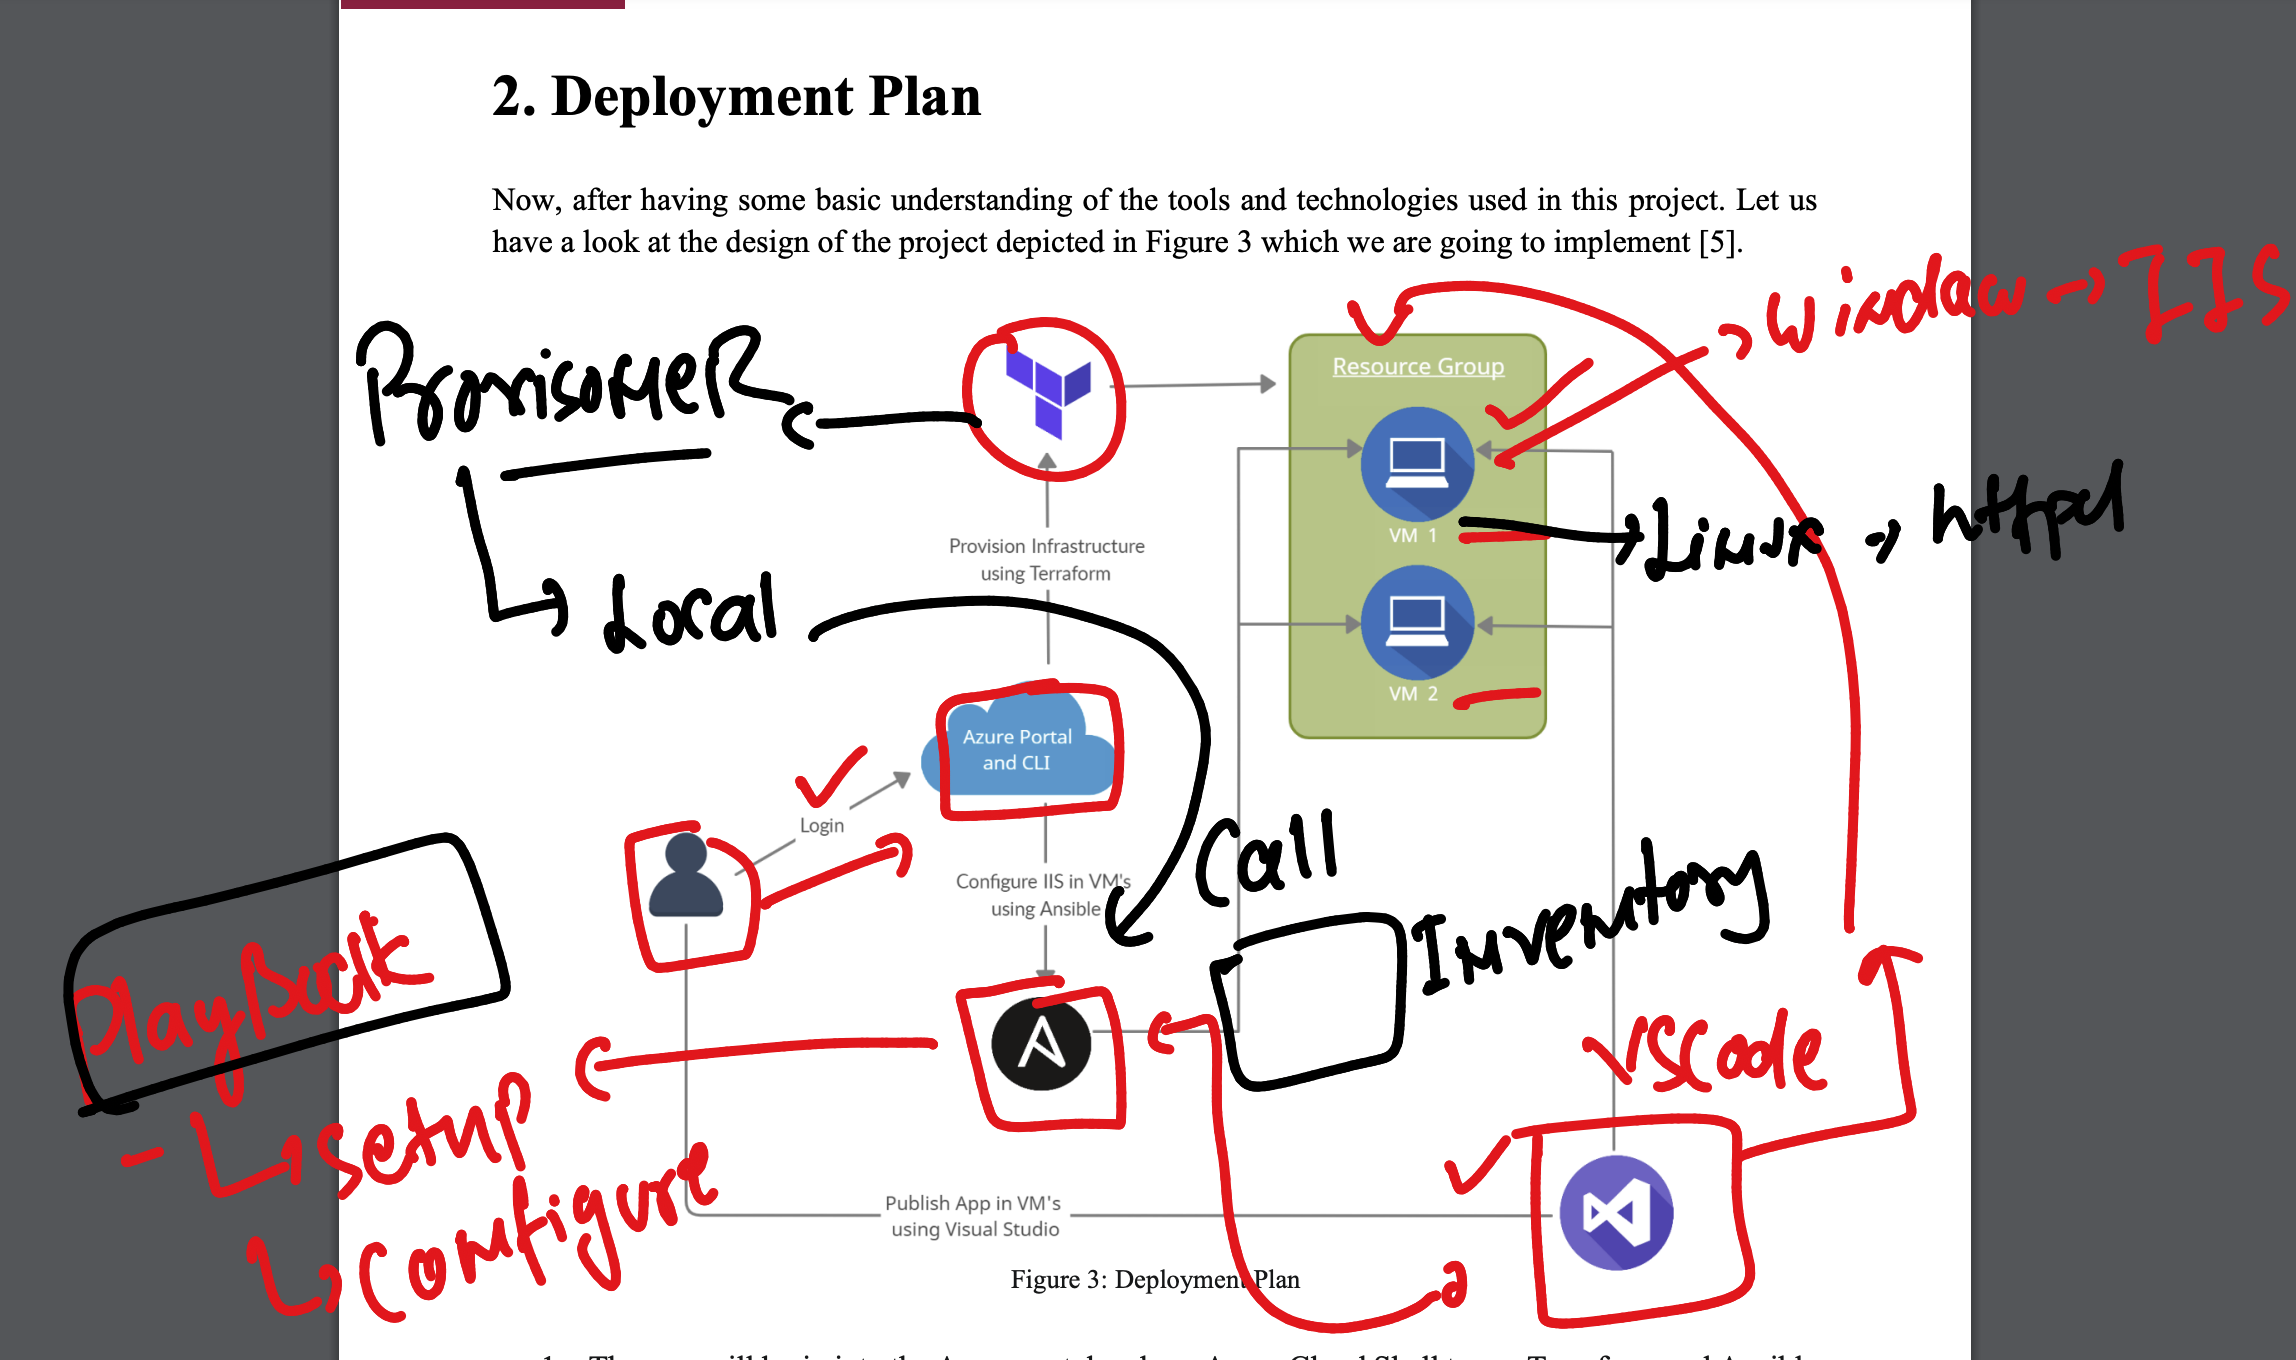 2. Deployment Plan
Now, after having some basic understanding of the tools and technologies used in this project. Let us
have a look at the design of the project depicted in Figure 3 which we are going to implement [5].
Window → IIS
ProvisoneR
Resource Group
VM 1
Linux → httpd
Provision Infrastructure
using Terraform
Local
VM 2
Azure Portal
and CLI
Login
Call
Configure IIS in VM's
using Ansible
Inventory
PlayBook
VSCode
setup
Configure
Publish App in VM's
using Visual Studio
Figure 3: Deployment Plan